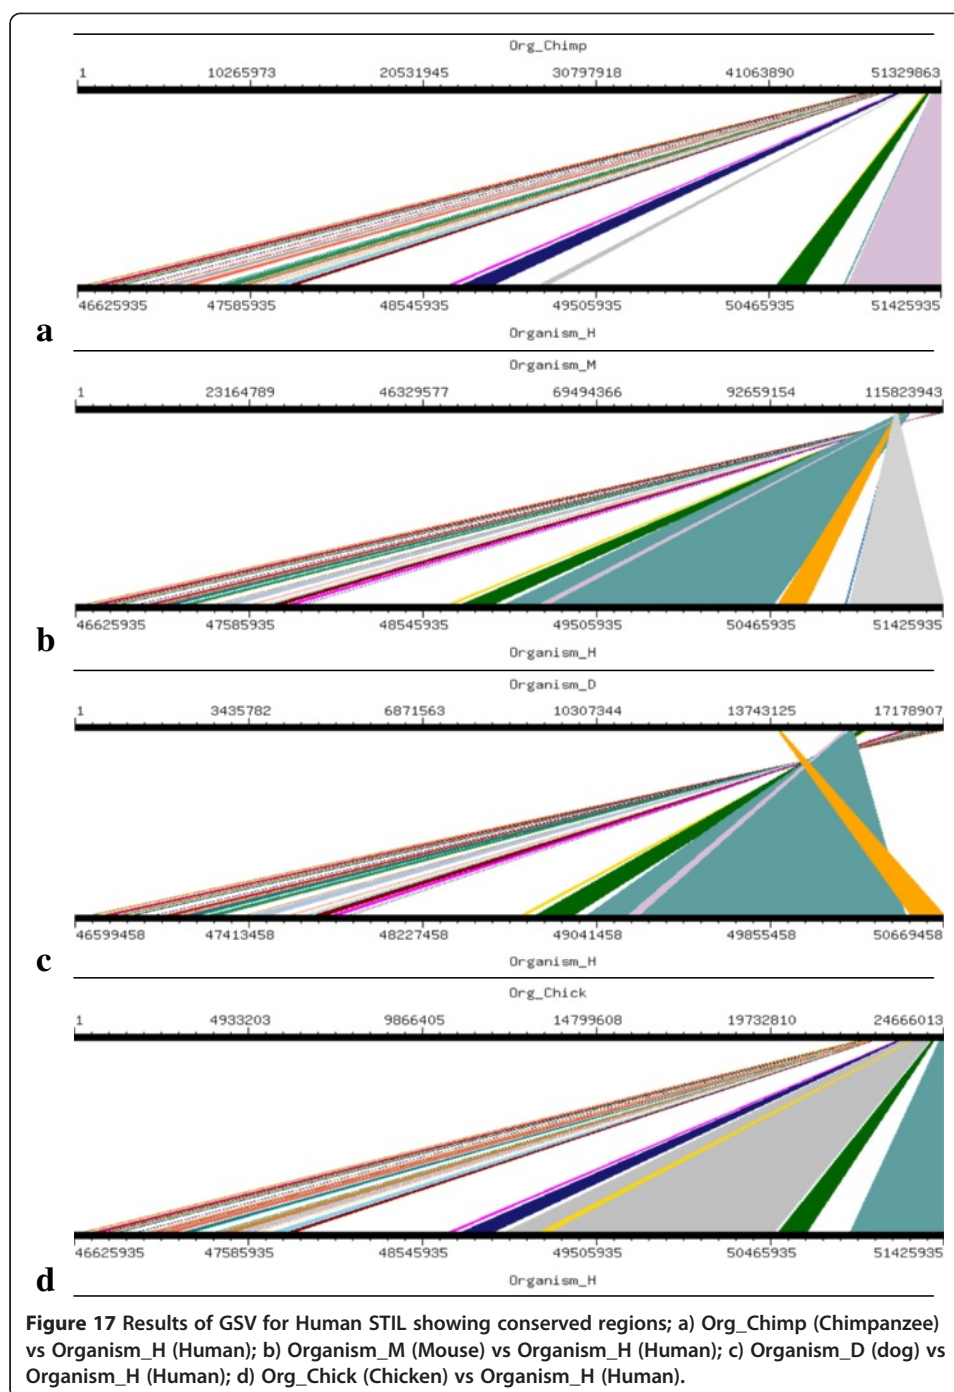 Org_Chimp
1 10265973 20531945 30797918 41063890 51329863
46625935 47585935 48545935 49505935 50465935 51425935
a
Organism_H
Organism_M
1 23164789 46329577 69494366 92659154 115823943
46625935 47585935 48545935 49505935 50465935 51425935
b
Organism_H
Organism_D
1 3435782 6871563 10307344 13743125 17178907
46599458 47413458 48227458 49041458 49855458 50669458
c
Organism_H
Org_Chick
1 4933203 9866405 14799608 19732810 24666013
46625935 47585935 48545935 49505935 50465935 51425935
d
Organism_H
Figure 17 Results of GSV for Human STIL showing conserved regions; a) Org_Chimp (Chimpanzee)
vs Organism_H (Human); b) Organism_M (Mouse) vs Organism_H (Human); c) Organism_D (dog) vs
Organism_H (Human); d) Org_Chick (Chicken) vs Organism_H (Human).